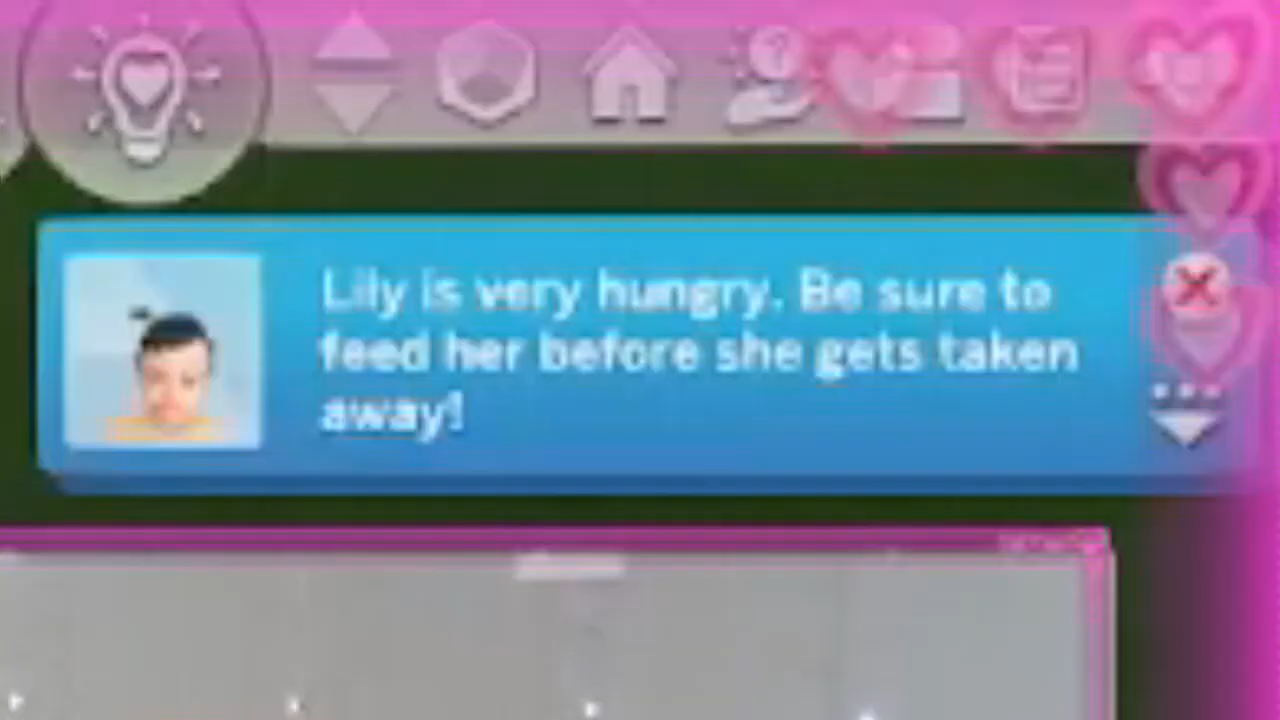 Lily is very hungry. Be sure to
feed her before she gets taken
away!